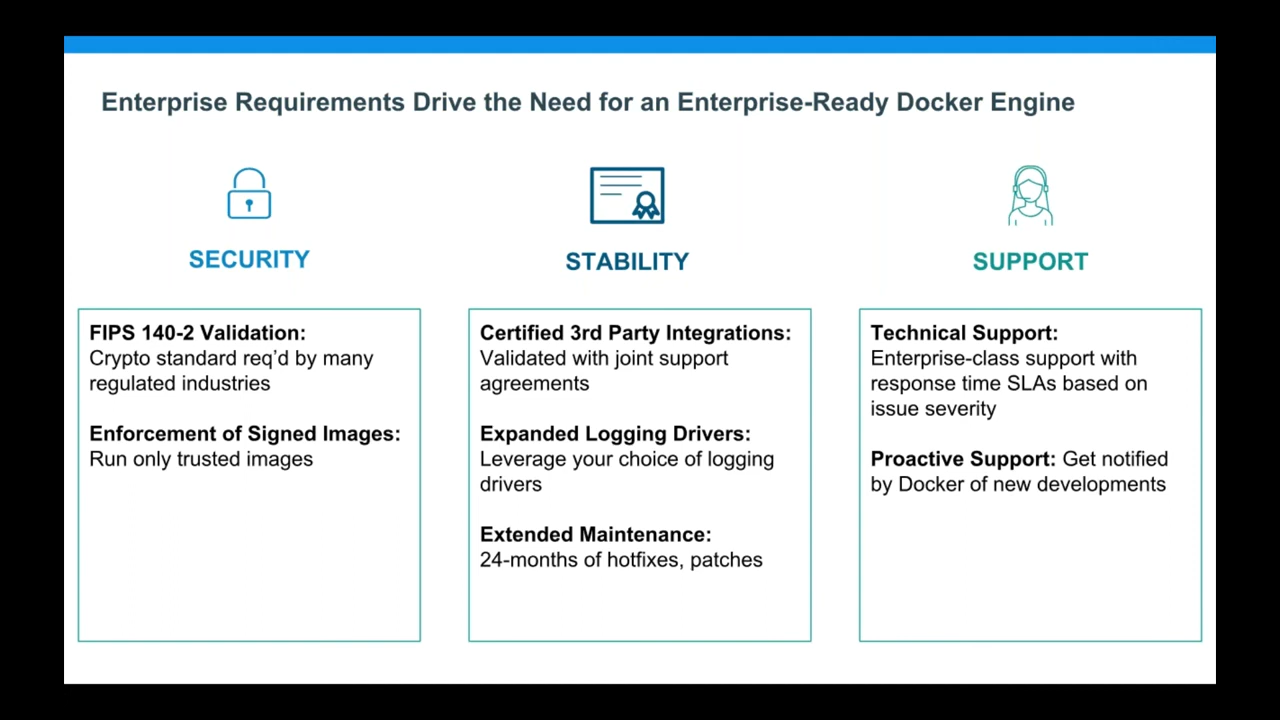 Enterprise Requirements Drive the Need for an Enterprise-Ready Docker Engine
SECURITY
FIPS 140-2 Validation:
Crypto standard req’d by many
regulated industries
Enforcement of Signed Images:
Run only trusted images
STABILITY
Certified 3rd Party Integrations:
Validated with joint support
agreements
Expanded Logging Drivers:
Leverage your choice of logging
drivers
Extended Maintenance:
24-months of hotfixes, patches
SUPPORT
Technical Support:
Enterprise-class support with
response time SLAs based on
issue severity
Proactive Support: Get notified
by Docker of new developments